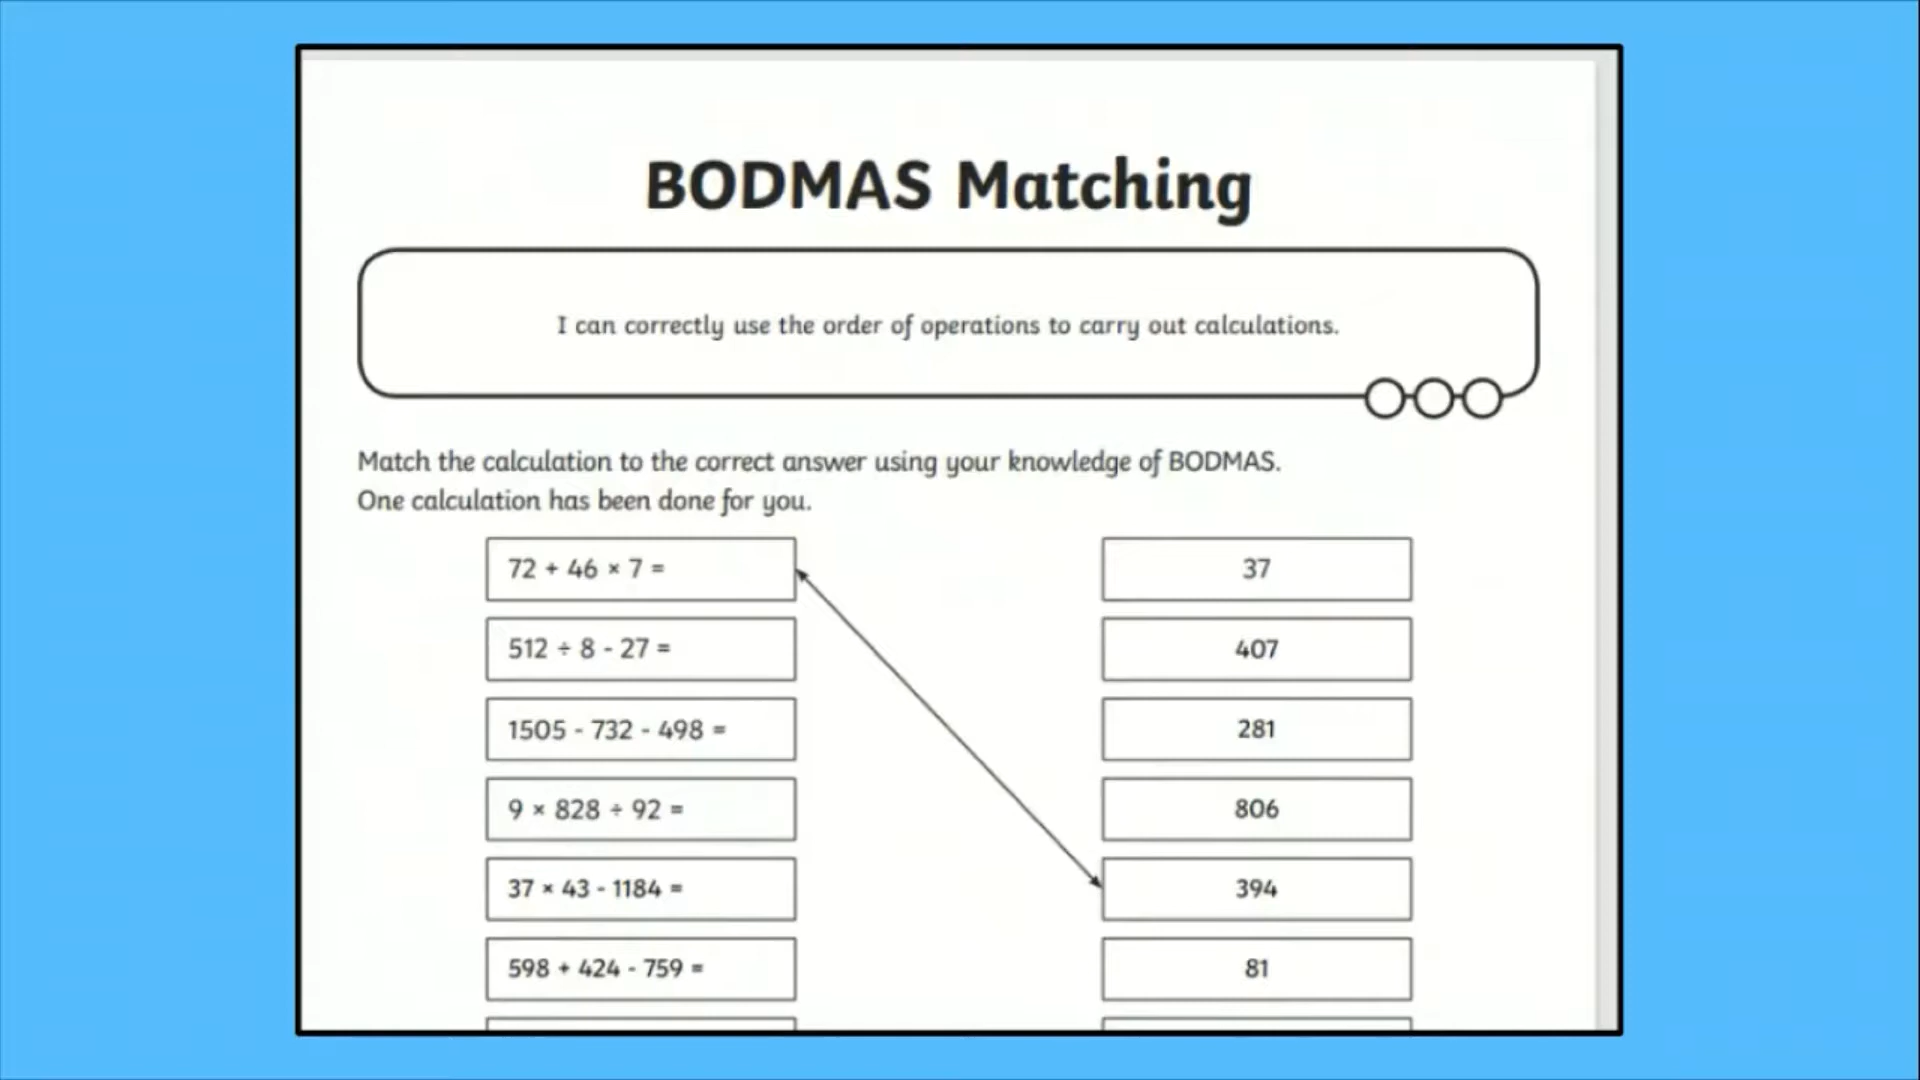 BODMAS Matching
I can correctly use the order of operations to carry out calculations.
Match the calculation to the correct answer using your knowledge of BODMAS.
One calculation has been done for you.
72 + 46 × 7 =
37
512 ÷ 8 - 27 =
407
1505 - 732 - 498 =
281
9 × 828 ÷ 92 =
806
37 × 43 - 1184 =
394
598 + 424 - 759 =
81